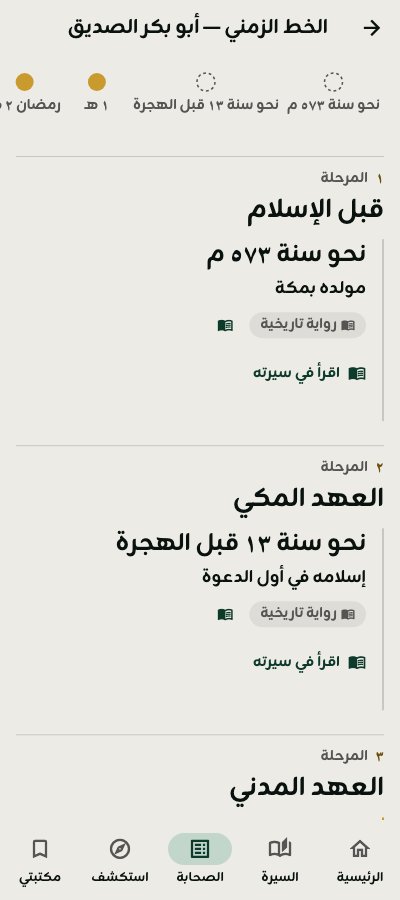 الخط الزمني — أبو بكر الصديق
نحو سنة ٥٧٣ م
نحو سنة ١٣ قبل الهجرة
١ هـ
رمضان ٢
١ المرحلة
قبل الإسلام
نحو سنة ٥٧٣ م
مولده بمكة
رواية تاريخية
اقرأ في سيرته
٢ المرحلة
العهد المكي
نحو سنة ١٣ قبل الهجرة
إسلامه في أول الدعوة
رواية تاريخية
اقرأ في سيرته
٣ المرحلة
العهد المدني
الرئيسية
السيرة
الصحابة
استكشف
مكتبتي